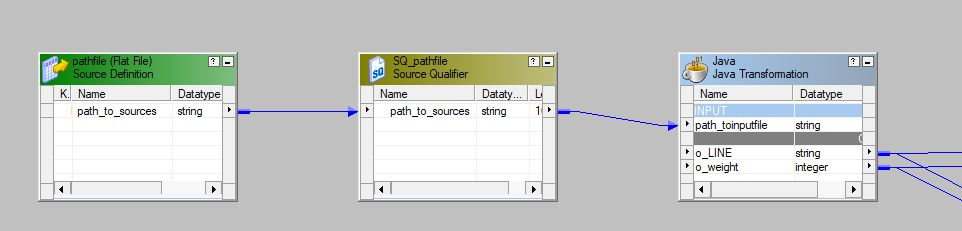 pathfile (Flat File)
Source Definition
? –
K. Name Datatype
path_to_sources string
SQ_pathfile
Source Qualifier
? –
Name Dataty... Le
path_to_sources string 10
Java
Java Transformation
? –
Name Datatype
INPUT
path_toinputfile string
o_LINE string
o_weight integer